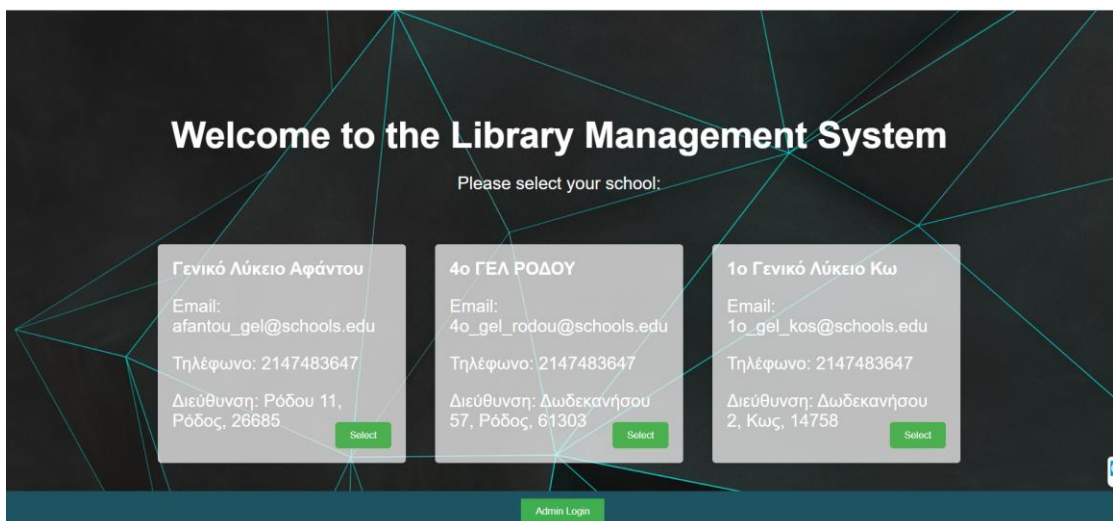 Welcome to the Library Management System
Please select your school:
Γενικό Λύκειο Αφάντου
Email:
afantou_gel@schools.edu
Τηλέφωνο: 2147483647
Διεύθυνση: Ρόδου 11,
Ρόδος, 26685
Select
4ο ΓΕΛ ΡΟΔΟΥ
Email:
4o_gel_rodou@schools.edu
Τηλέφωνο: 2147483647
Διεύθυνση: Δωδεκανήσου
57, Ρόδος, 61303
Select
1ο Γενικό Λύκειο Κω
Email:
1o_gel_kos@schools.edu
Τηλέφωνο: 2147483647
Διεύθυνση: Δωδεκανήσου
2, Κως, 14758
Select
Admin Login